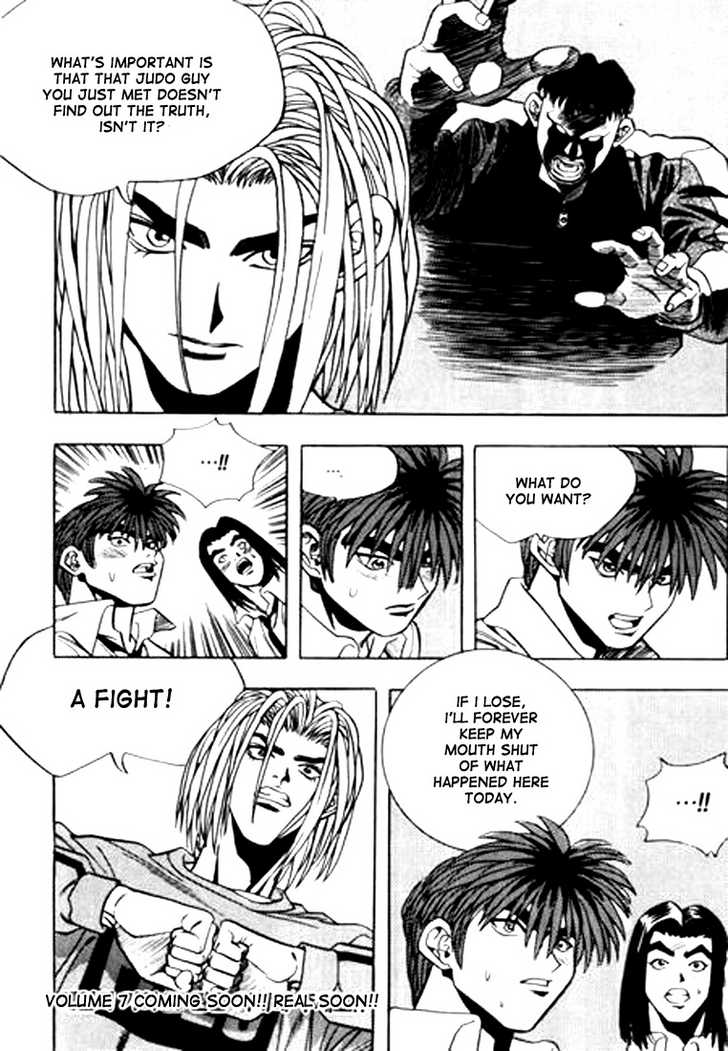 WHAT'S IMPORTANT IS
THAT THAT JUDO GUY
YOU JUST MET DOESN'T
FIND OUT THE TRUTH,
ISN'T IT?
...!!
...
WHAT DO
YOU WANT?
A FIGHT!
IF I LOSE,
I'LL FOREVER
KEEP MY
MOUTH SHUT
OF WHAT
HAPPENED HERE
TODAY.
...!!
VOLUME 7 COMING SOON!! REAL SOON!!